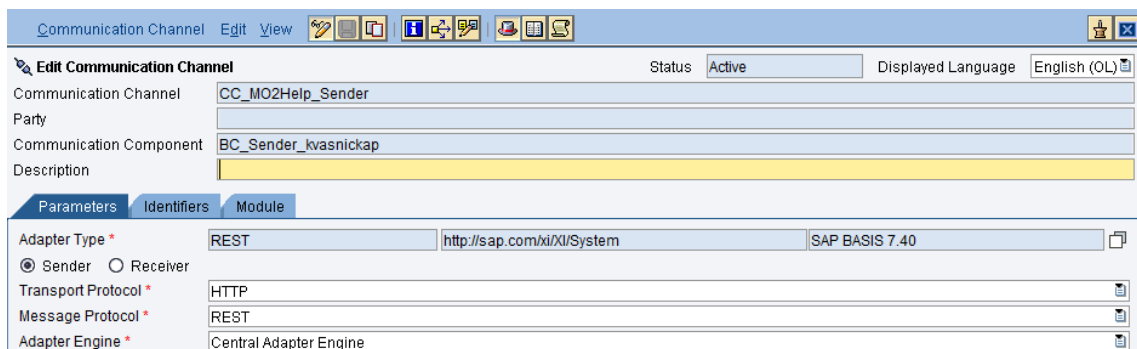 Communication Channel Edit View
Edit Communication Channel Status Active Displayed Language English (OL)
Communication Channel CC_MO2Help_Sender
Party
Communication Component BC_Sender_kvasnickap
Description
Parameters Identifiers Module
Adapter Type * REST http://sap.com/xi/XI/System SAP BASIS 7.40
Sender Receiver
Transport Protocol * HTTP
Message Protocol * REST
Adapter Engine * Central Adapter Engine